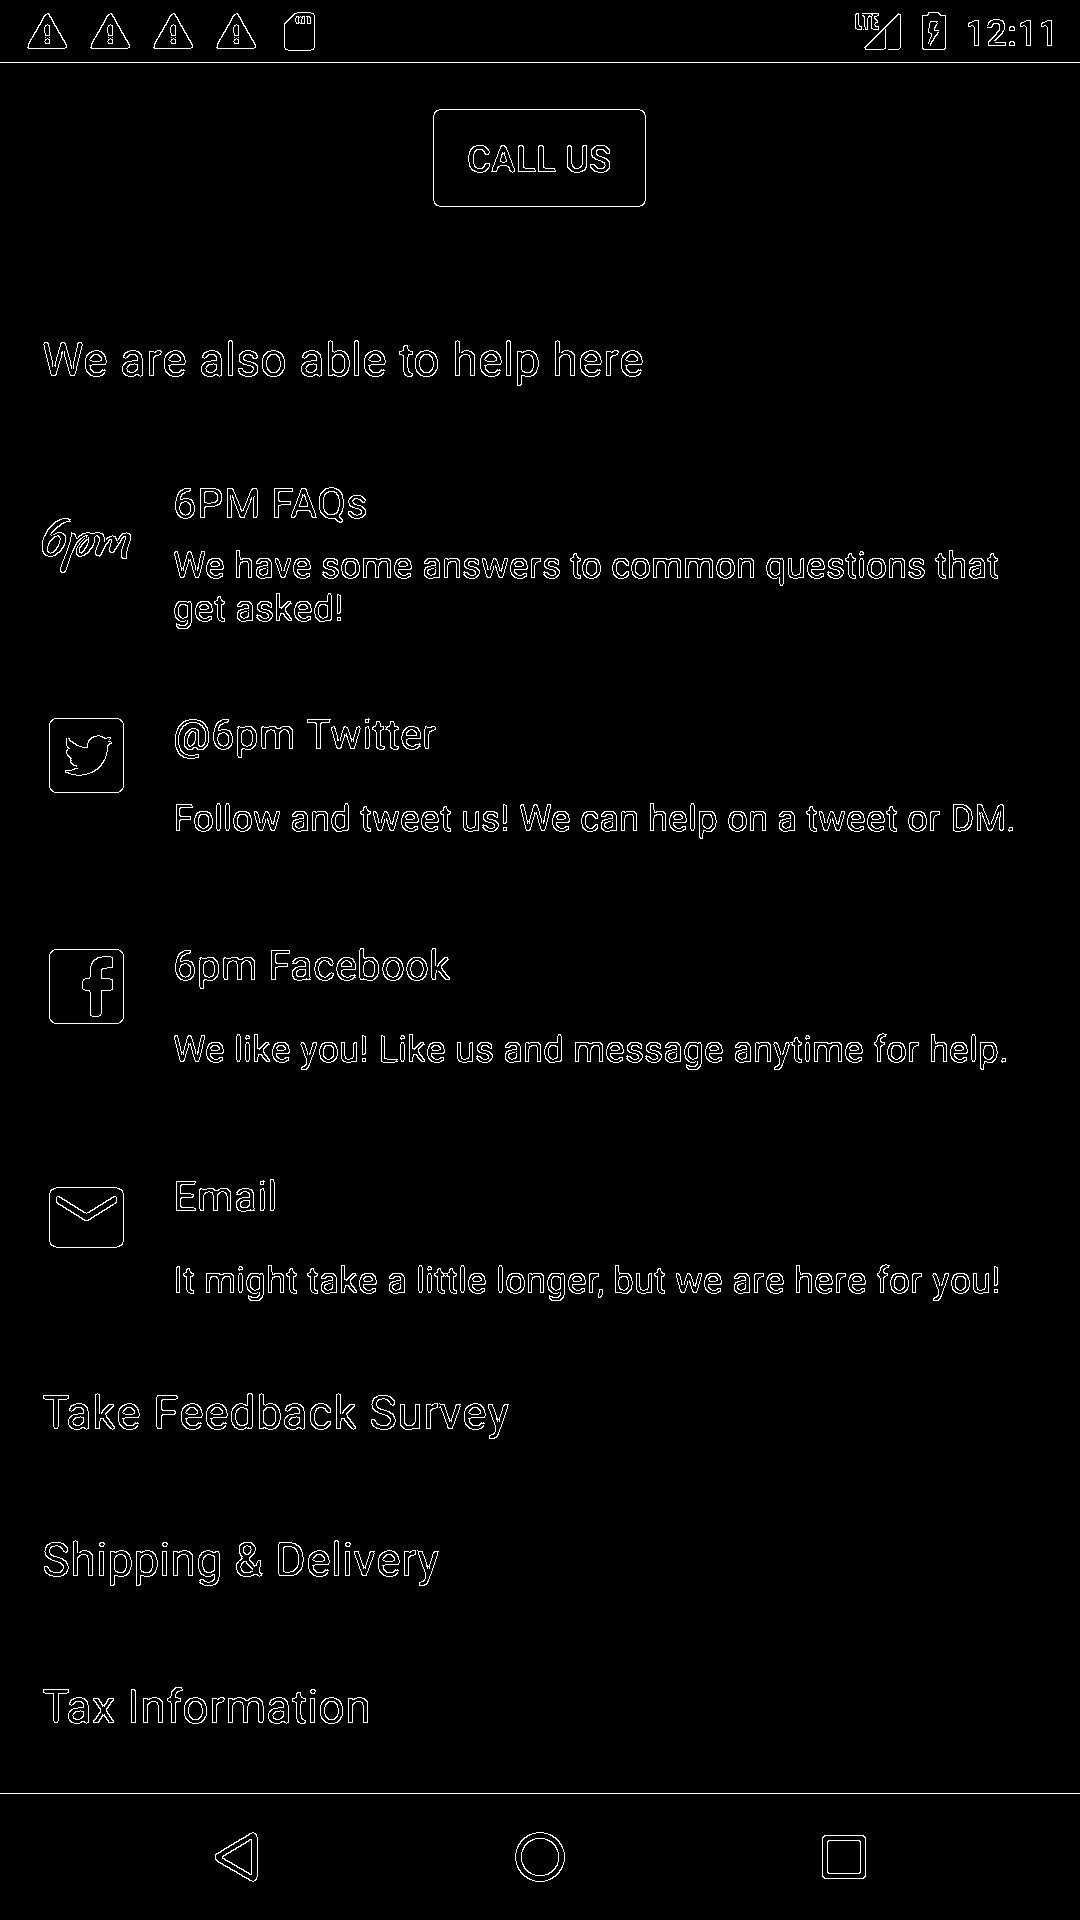 LTE 12:11
CALL US
We are also able to help here
6PM FAQs
6pm
We have some answers to common questions that
get asked!
@6pm Twitter
Follow and tweet us! We can help on a tweet or DM.
6pm Facebook
We like you! Like us and message anytime for help.
Email
It might take a little longer, but we are here for you!
Take Feedback Survey
Shipping & Delivery
Tax Information